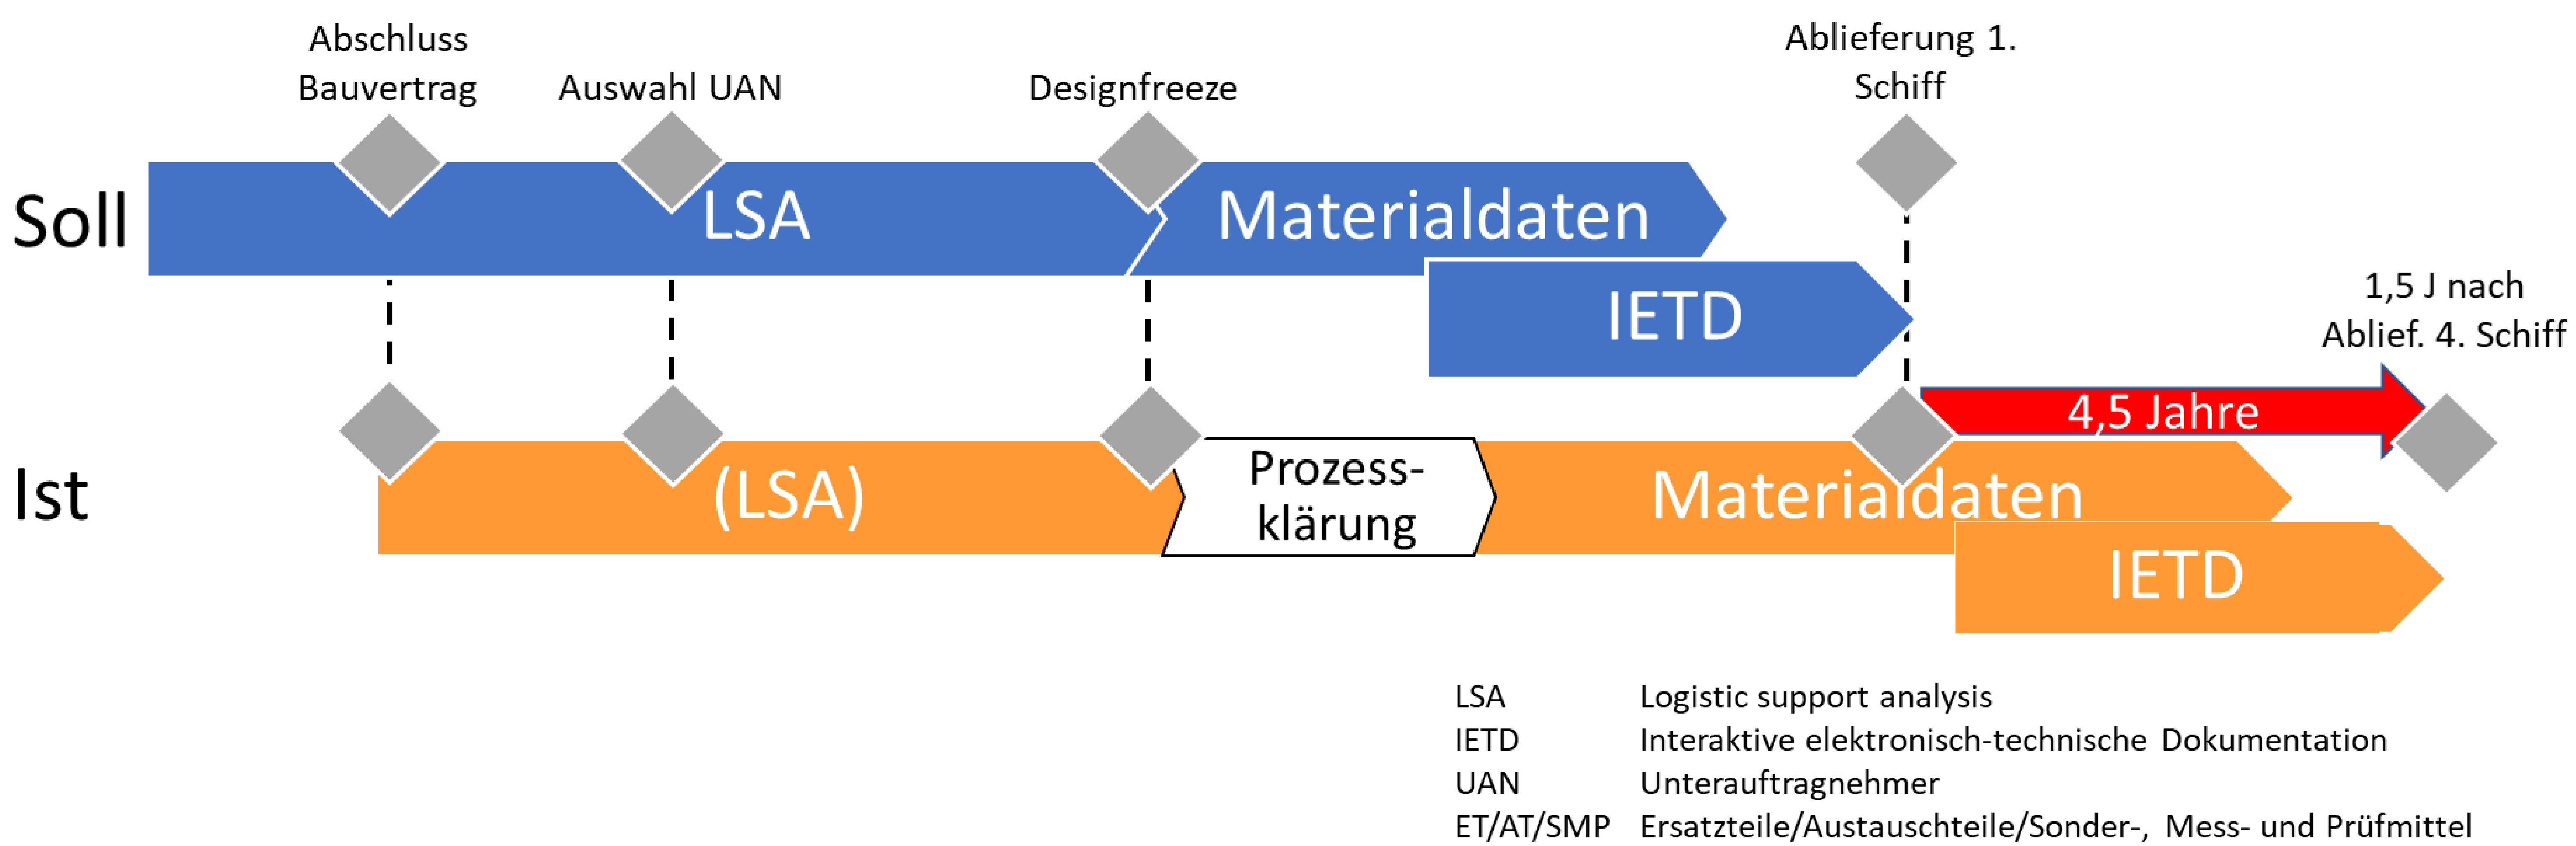 Abschluss
Bauvertrag
Auswahl UAN
Designfreeze
Ablieferung 1.
Schiff
Soll
LSA
Materialdaten
IETD
1,5 J nach
Ablief. 4. Schiff
4,5 Jahre
Ist
(LSA)
Prozess-
klärung
Materialdaten
IETD
LSA Logistic support analysis
IETD Interaktive elektronisch-technische Dokumentation
UAN Unterauftragnehmer
ET/AT/SMP Ersatzteile/Austauschteile/Sonder-, Mess- und Prüfmittel